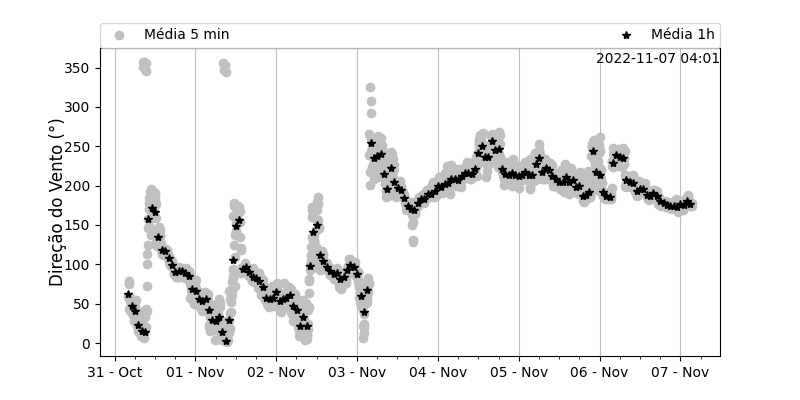 Média 5 min
Média 1h
2022-11-07 04:01
Direção do Vento (°)
350
300
250
200
150
100
50
0
31 - Oct
01 - Nov
02 - Nov
03 - Nov
04 - Nov
05 - Nov
06 - Nov
07 - Nov